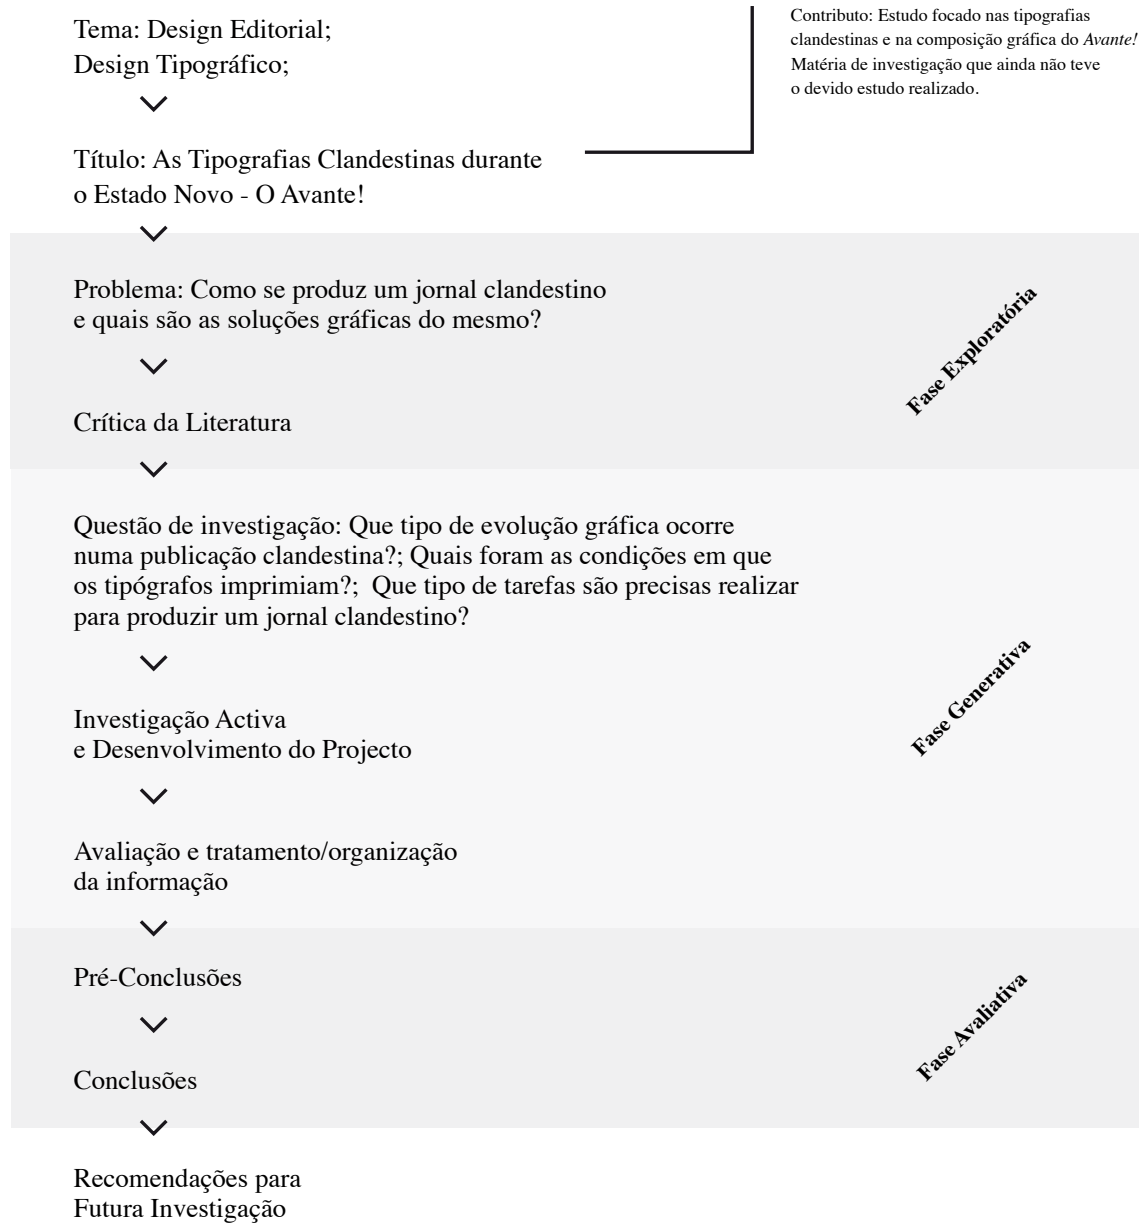 Tema: Design Editorial;
Design Tipográfico;
Contributo: Estudo focado nas tipografias
clandestinas e na composição gráfica do Avante!
Matéria de investigação que ainda não teve
o devido estudo realizado.
Título: As Tipografias Clandestinas durante
o Estado Novo - O Avante!
Problema: Como se produz um jornal clandestino
e quais são as soluções gráficas do mesmo?
Crítica da Literatura
Fase Exploratória
Questão de investigação: Que tipo de evolução gráfica ocorre
numa publicação clandestina?; Quais foram as condições em que
os tipógrafos imprimiam?;  Que tipo de tarefas são precisas realizar
para produzir um jornal clandestino?
Investigação Activa
e Desenvolvimento do Projecto
Avaliação e tratamento/organização
da informação
Fase Generativa
Pré-Conclusões
Conclusões
Fase Avaliativa
Recomendações para
Futura Investigação